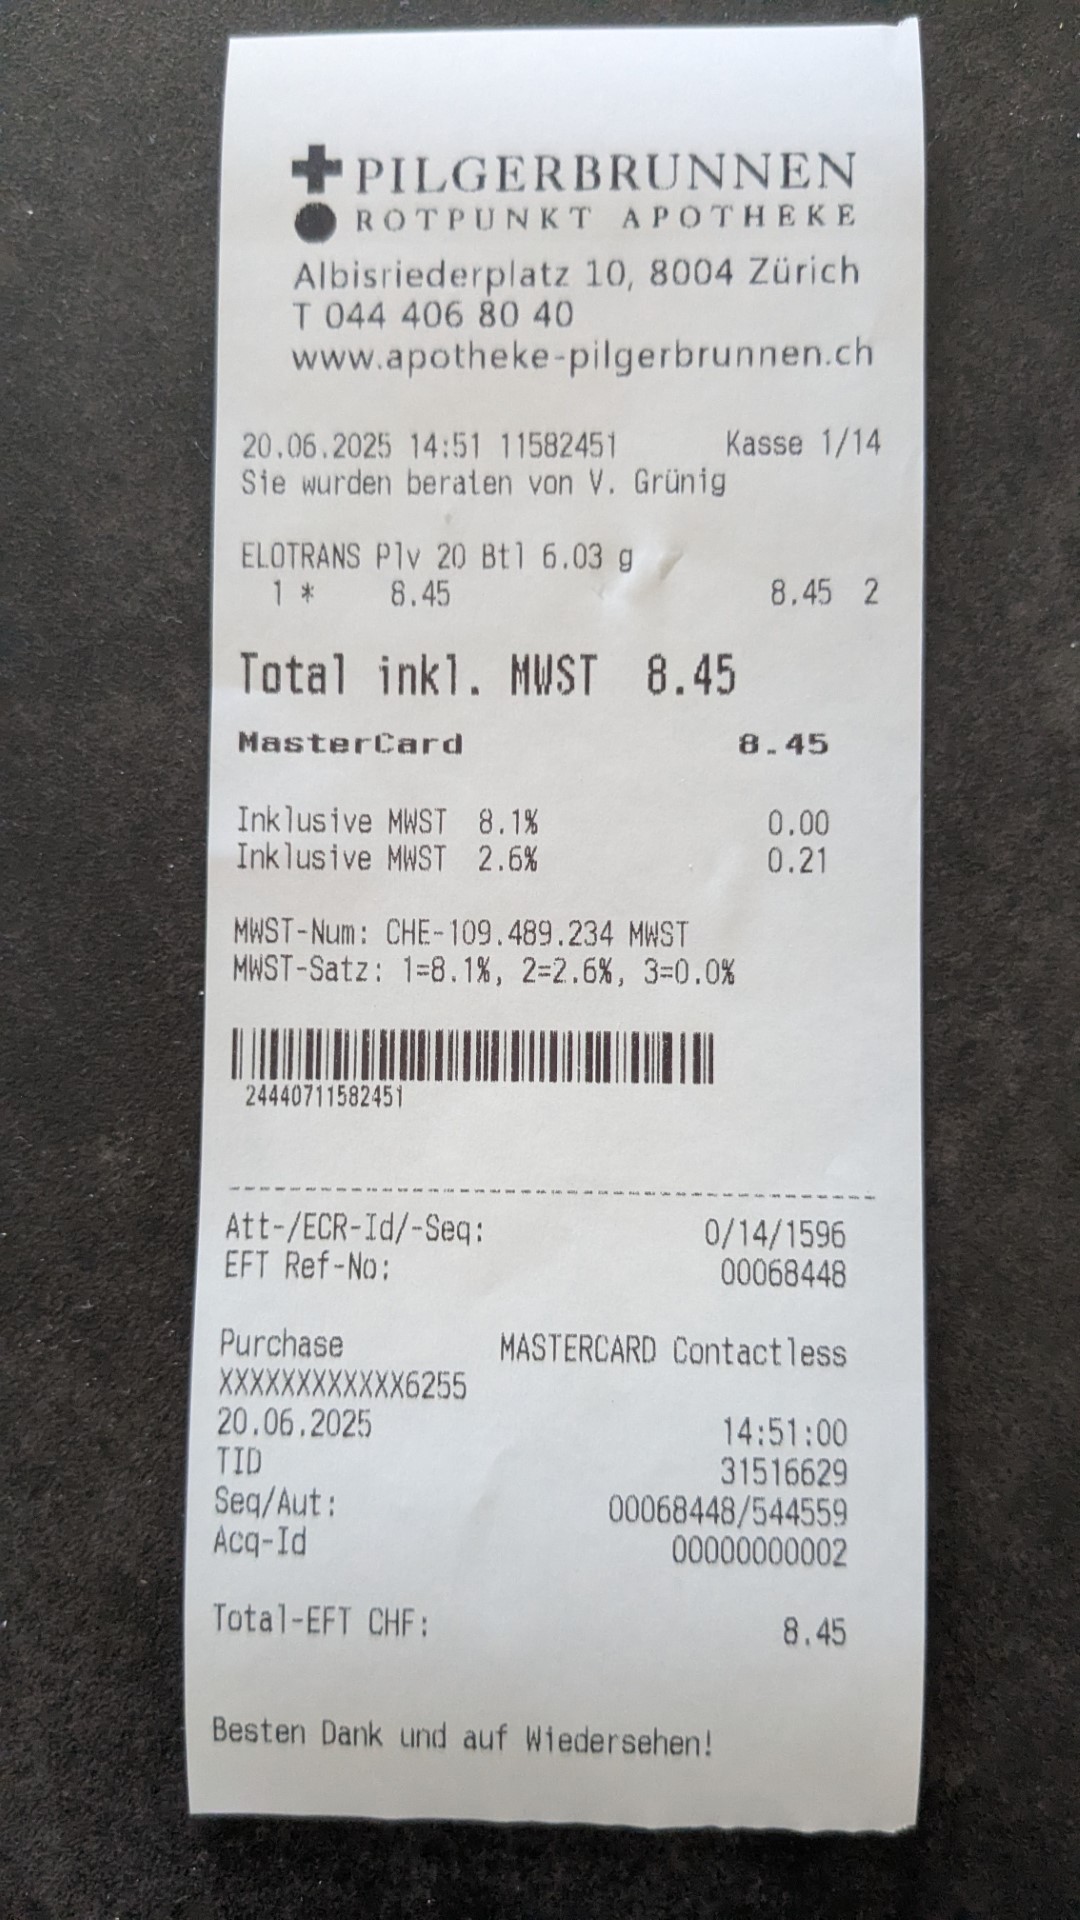 PILGERBRUNNEN
ROTPUNKT APOTHEKE
Albisriederplatz 10, 8004 Zürich
T 044 406 80 40
www.apotheke-pilgerbrunnen.ch
20.06.2025 14:51 11582451 Kasse 1/14
Sie wurden beraten von V. Grünig
ELOTRANS Plv 20 Btl 6.03 g
1 * 8.45 8.45 2
Total inkl. MWST 8.45
MasterCard 8.45
Inklusive MWST 8.1% 0.00
Inklusive MWST 2.6% 0.21
MWST-Num: CHE-109.489.234 MWST
MWST-Satz: 1=8.1%, 2=2.6%, 3=0.0%
24440711582451
Att-/ECR-Id/-Seq: 0/14/1596
EFT Ref-No: 00068448
Purchase MASTERCARD Contactless
XXXXXXXXXXXX6255
20.06.2025 14:51:00
TID 31516629
Seq/Aut: 00068448/544559
Acq-Id 00000000002
Total-EFT CHF: 8.45
Besten Dank und auf Wiedersehen!